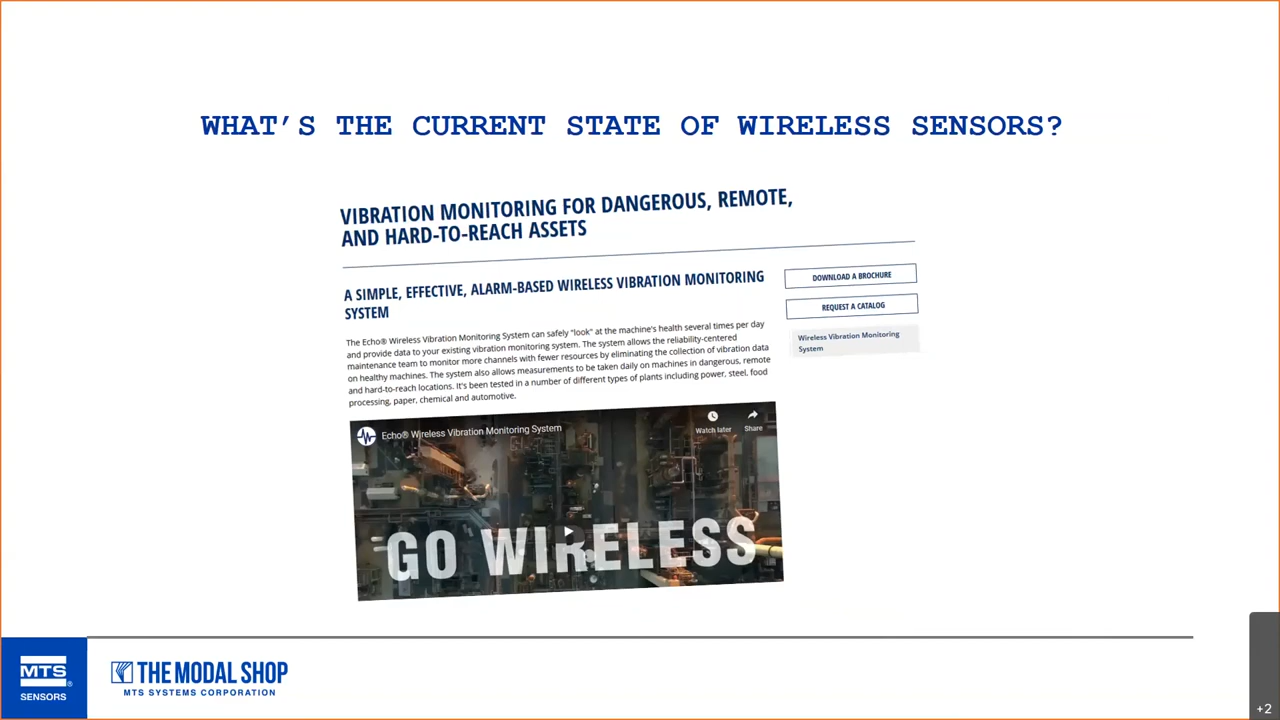 WHAT’S THE CURRENT STATE OF WIRELESS SENSORS?
VIBRATION MONITORING FOR DANGEROUS, REMOTE,
AND HARD-TO-REACH ASSETS
A SIMPLE, EFFECTIVE, ALARM-BASED WIRELESS VIBRATION MONITORING
SYSTEM
The Echo® Wireless Vibration Monitoring System can safely "look" at the machine's health several times per day
and provide data to your existing vibration monitoring system. The system allows the reliability-centered
maintenance team to monitor more channels with fewer resources by eliminating the collection of vibration data
on healthy machines. The system also allows measurements to be taken daily on machines in dangerous, remote
and hard-to-reach locations. It's been tested in a number of different types of plants including power, steel, food
processing, paper, chemical and automotive.
DOWNLOAD A BROCHURE
REQUEST A CATALOG
Wireless Vibration Monitoring
System
Echo® Wireless Vibration Monitoring System
Watch later
Share
GO WIRELESS
MTS®
SENSORS
THE MODAL SHOP
MTS SYSTEMS CORPORATION
+2